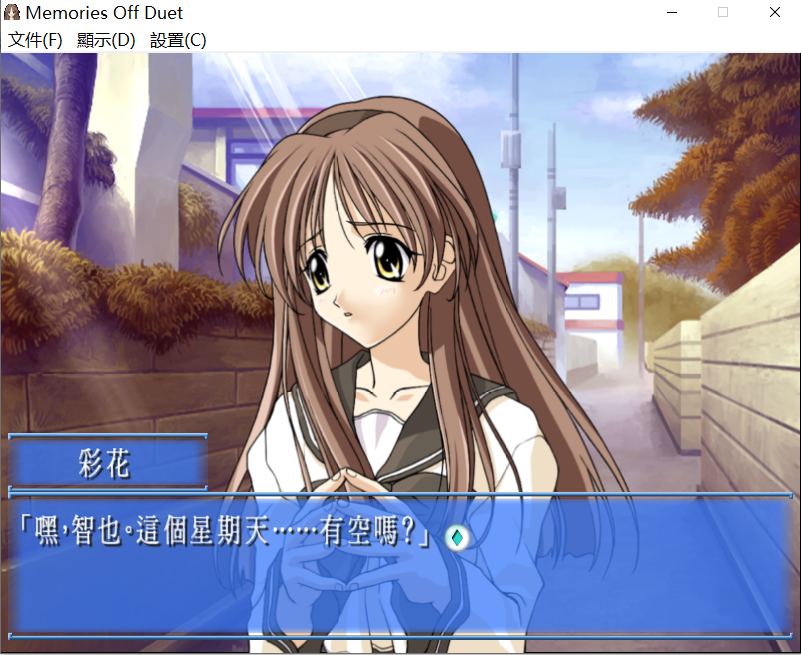 Memories Off Duet
文件(F) 顯示(D) 設置(C)
彩花
「嘿，智也。這個星期天……有空嗎？」